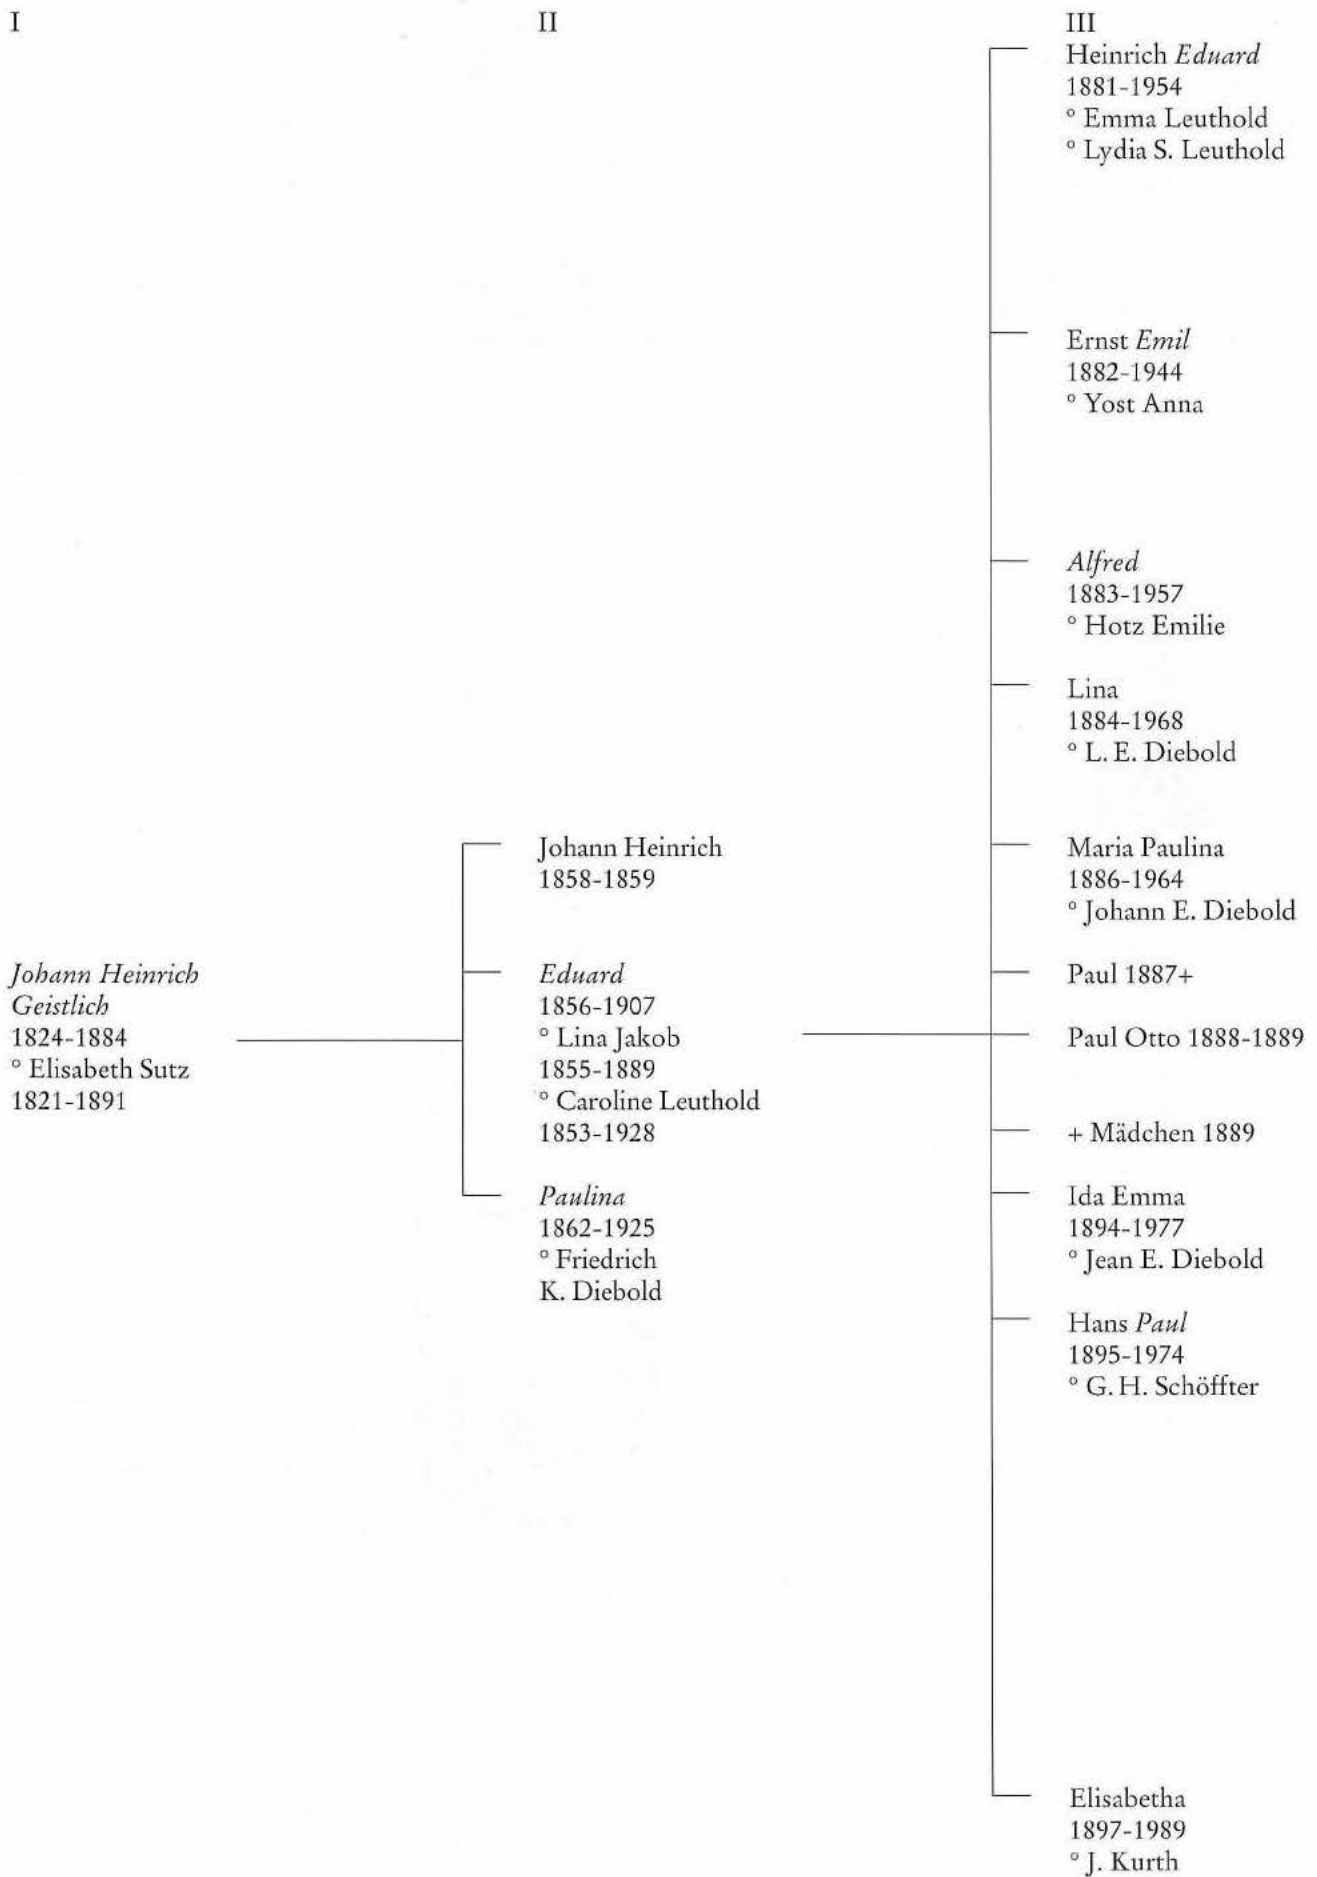 I
Johann Heinrich
Geistlich
1824-1884
° Elisabeth Sutz
1821-1891
II
Johann Heinrich
1858-1859
Eduard
1856-1907
° Lina Jakob
1855-1889
° Caroline Leuthold
1853-1928
Paulina
1862-1925
° Friedrich
K. Diebold
III
Heinrich Eduard
1881-1954
° Emma Leuthold
° Lydia S. Leuthold
Ernst Emil
1882-1944
° Yost Anna
Alfred
1883-1957
° Hotz Emilie
Lina
1884-1968
° L. E. Diebold
Maria Paulina
1886-1964
° Johann E. Diebold
Paul 1887+
Paul Otto 1888-1889
+ Mädchen 1889
Ida Emma
1894-1977
° Jean E. Diebold
Hans Paul
1895-1974
° G. H. Schöffter
Elisabetha
1897-1989
° J. Kurth